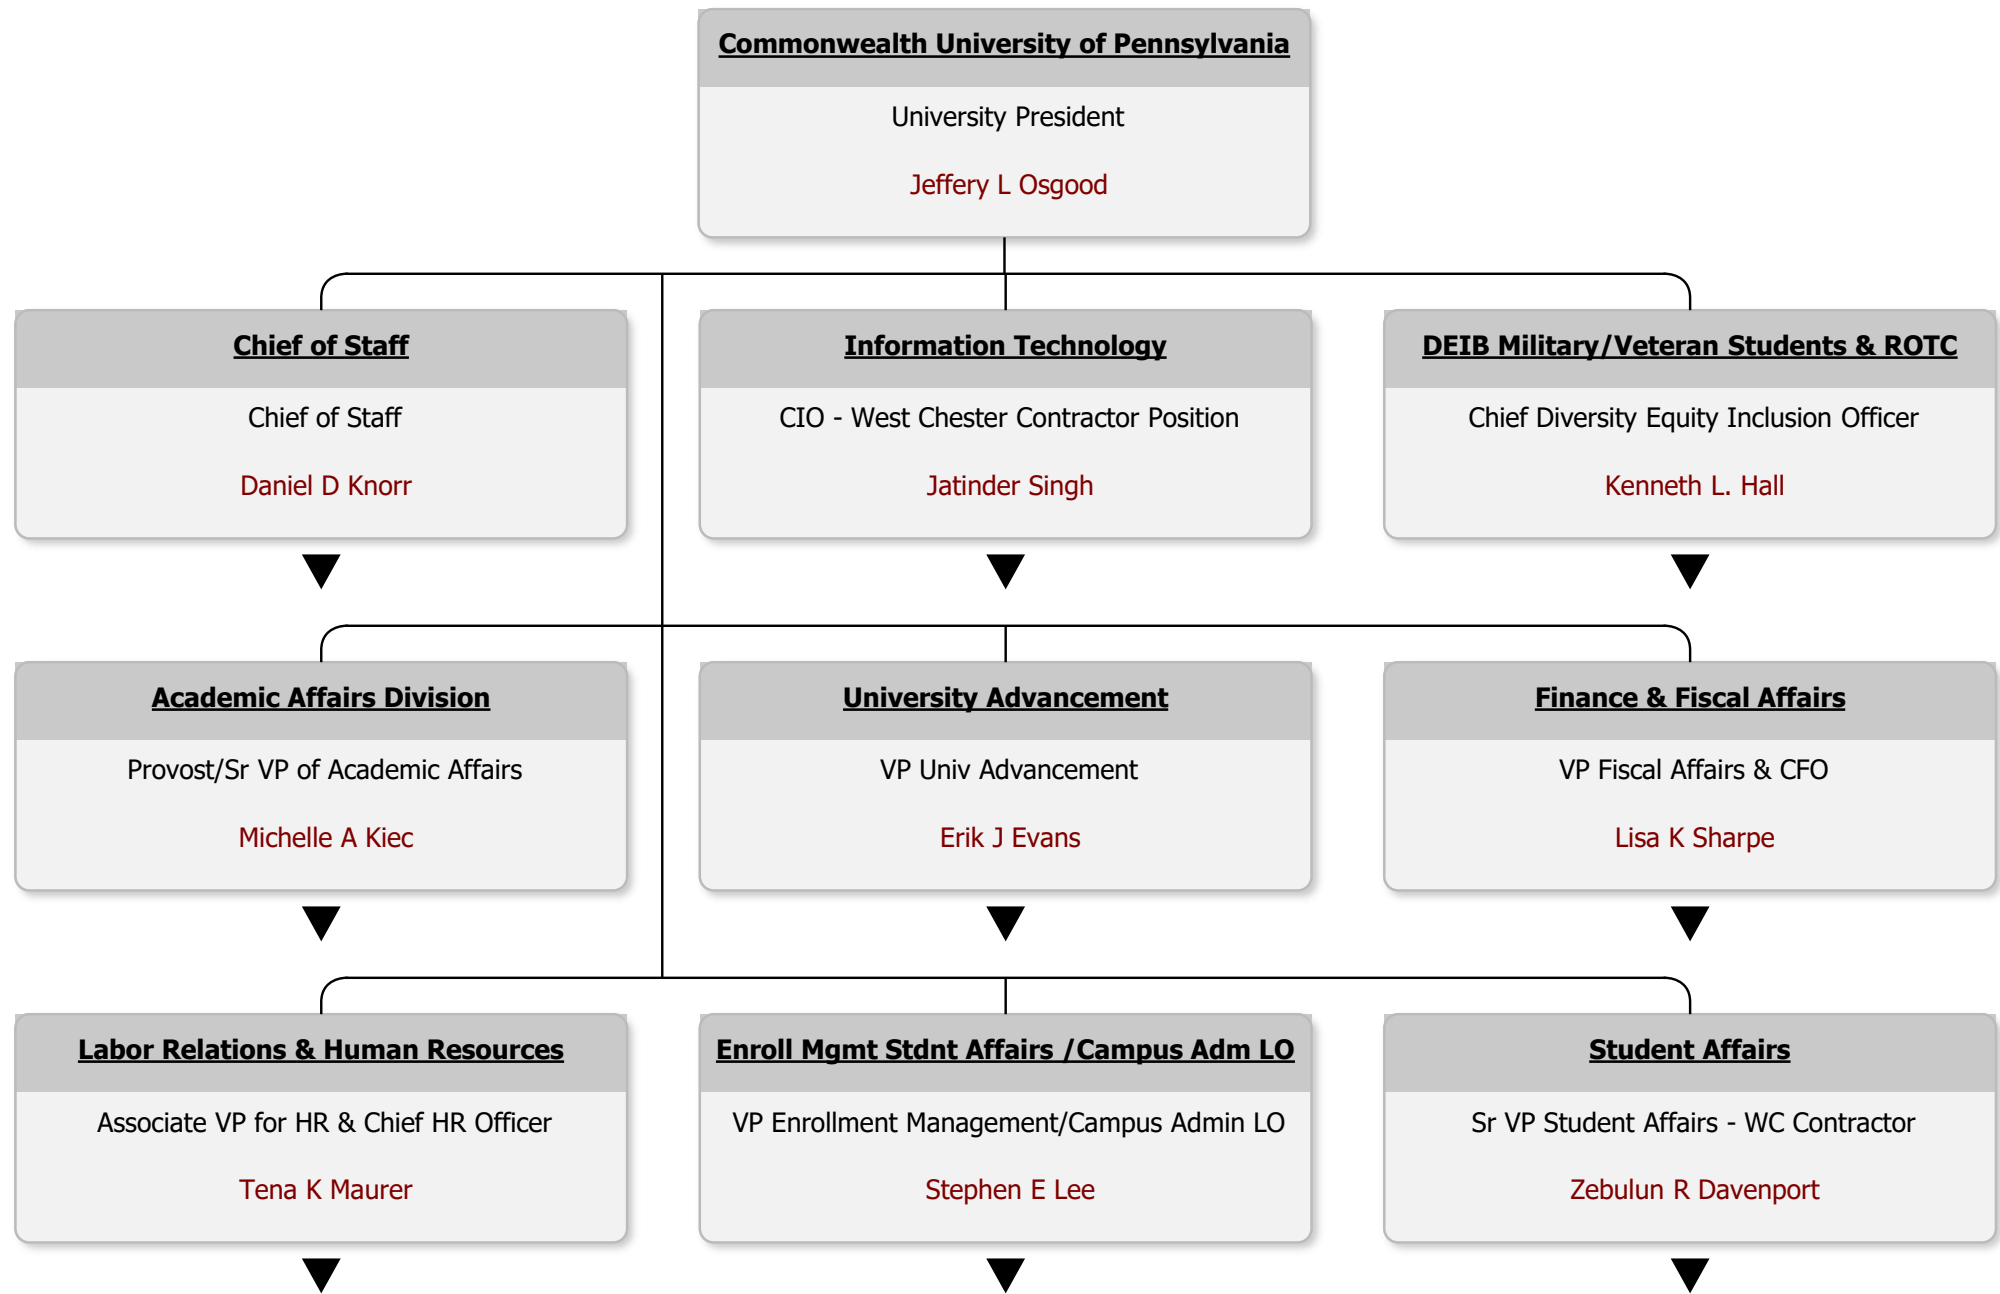 Commonwealth University of Pennsylvania
University President
Jeffery L Osgood
Chief of Staff
Chief of Staff
Daniel D Knorr
Information Technology
CIO - West Chester Contractor Position
Jatinder Singh
DEIB Military/Veteran Students & ROTC
Chief Diversity Equity Inclusion Officer
Kenneth L. Hall
Academic Affairs Division
Provost/Sr VP of Academic Affairs
Michelle A Kiec
University Advancement
VP Univ Advancement
Erik J Evans
Finance & Fiscal Affairs
VP Fiscal Affairs & CFO
Lisa K Sharpe
Labor Relations & Human Resources
Associate VP for HR & Chief HR Officer
Tena K Maurer
Enroll Mgmt Stdnt Affairs /Campus Adm LO
VP Enrollment Management/Campus Admin LO
Stephen E Lee
Student Affairs
Sr VP Student Affairs - WC Contractor
Zebulun R Davenport